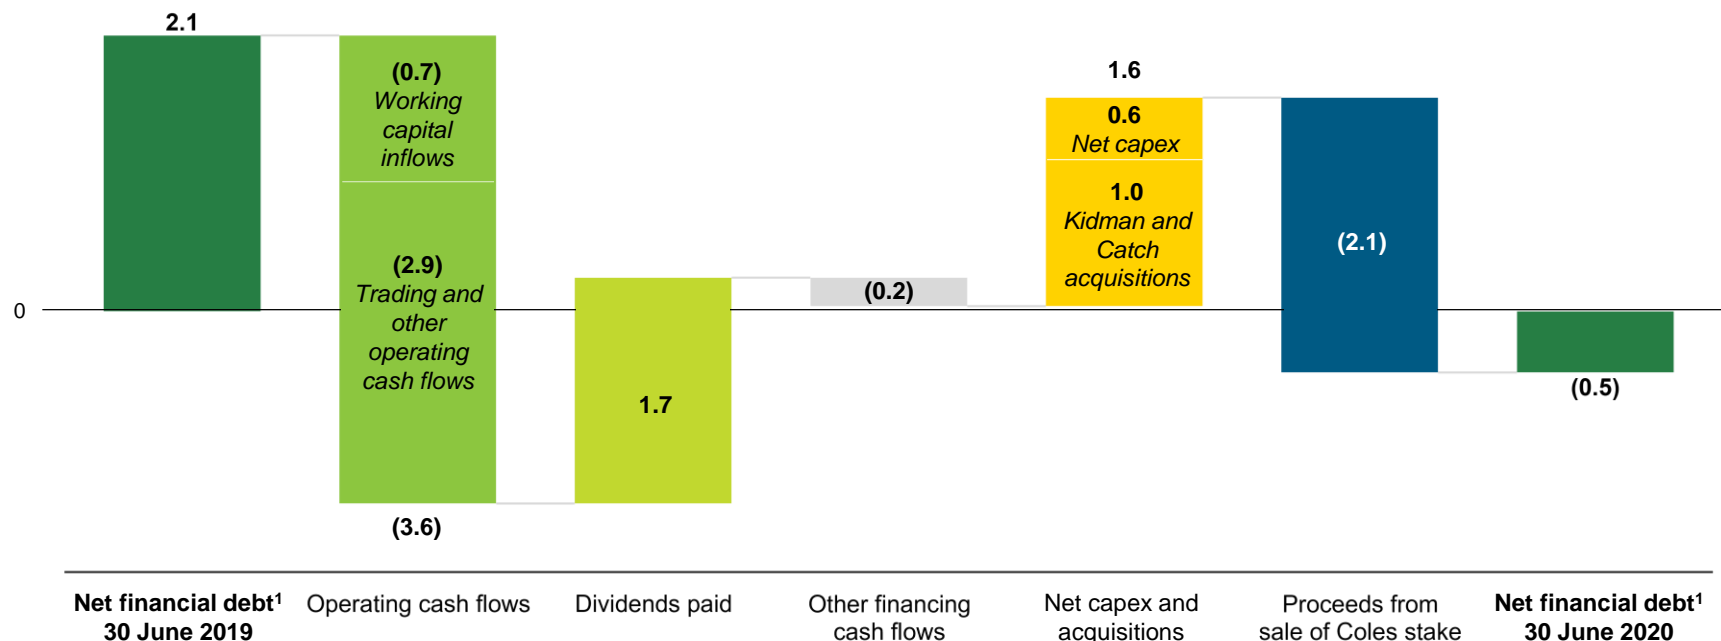 2.1
(0.7)
Working
capital
inflows
(2.9)
Trading and
other
operating
cash flows
(3.6)
1.7
(0.2)
1.6
0.6
Net capex
1.0
Kidman and
Catch
acquisitions
(2.1)
(0.5)
0
Net financial debt¹
30 June 2019
Operating cash flows
Dividends paid
Other financing
cash flows
Net capex and
acquisitions
Proceeds from
sale of Coles stake
Net financial debt¹
30 June 2020